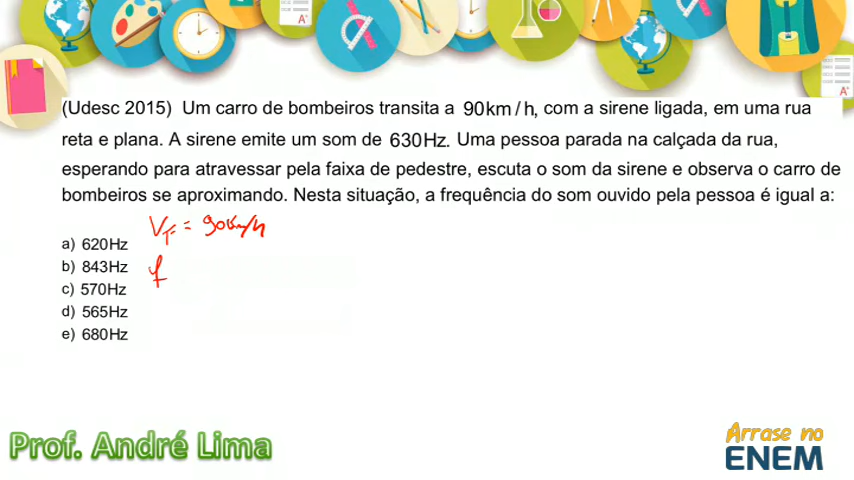 A+
A+
(Udesc 2015) Um carro de bombeiros transita a 90km/h, com a sirene ligada, em uma rua
reta e plana. A sirene emite um som de 630Hz. Uma pessoa parada na calçada da rua,
esperando para atravessar pela faixa de pedestre, escuta o som da sirene e observa o carro de
bombeiros se aproximando. Nesta situação, a frequência do som ouvido pela pessoa é igual a:
V_F = 90km/h
a) 620Hz
b) 843Hz
f
c) 570Hz
d) 565Hz
e) 680Hz
Prof. André Lima
Arrase no
ENEM